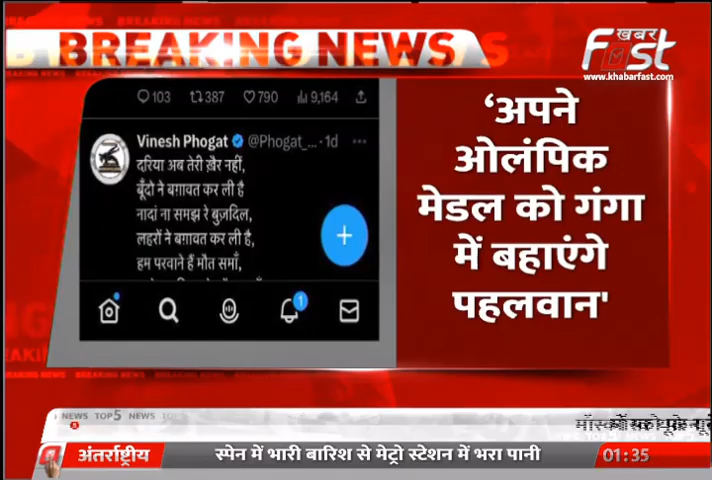 BREAKING NEWS
ख़बर
Fast
www.khabarfast.com
103 387 790 9,164
Vinesh Phogat @Phogat_... · 1d
दरिया अब तेरी ख़ैर नहीं,
बूँदो ने बग़ावत कर ली है
नादां ना समझ रे बुज़दिल,
लहरों ने बग़ावत कर ली है,
हम परवाने हैं मौत समाँ,
1
‘अपने
ओलंपिक
मेडल को गंगा
में बहाएंगे
पहलवान'
NEWS TOP5 NEWS
अंतर्राष्ट्रीय
स्पेन में भारी बारिश से मेट्रो स्टेशन में भरा पानी
01:35